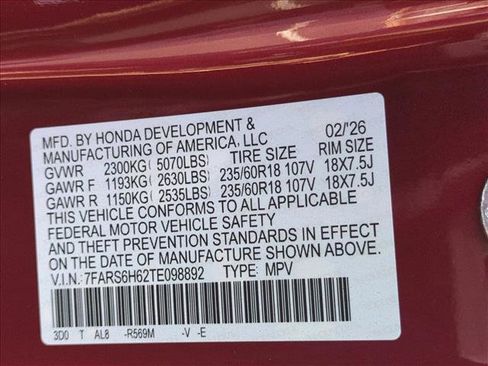 MFD. BY HONDA DEVELOPMENT & 02/'26
MANUFACTURING OF AMERICA, LLC
GVWR 2300KG (5070LBS) TIRE SIZE RIM SIZE
GAWR F 1193KG (2630LBS) 235/60R18 107V 18X7.5J
GAWR R 1150KG (2535LBS) 235/60R18 107V 18X7.5J
THIS VEHICLE CONFORMS TO ALL APPLICABLE
FEDERAL MOTOR VEHICLE SAFETY
AND THEFT PREVENTION STANDARDS IN EFFECT
ON THE DATE OF MANUFACTURE SHOWN ABOVE.
V.I.N.:7FARS6H62TE098892 TYPE: MPV
3D0 T AL8 -R569M -V -E